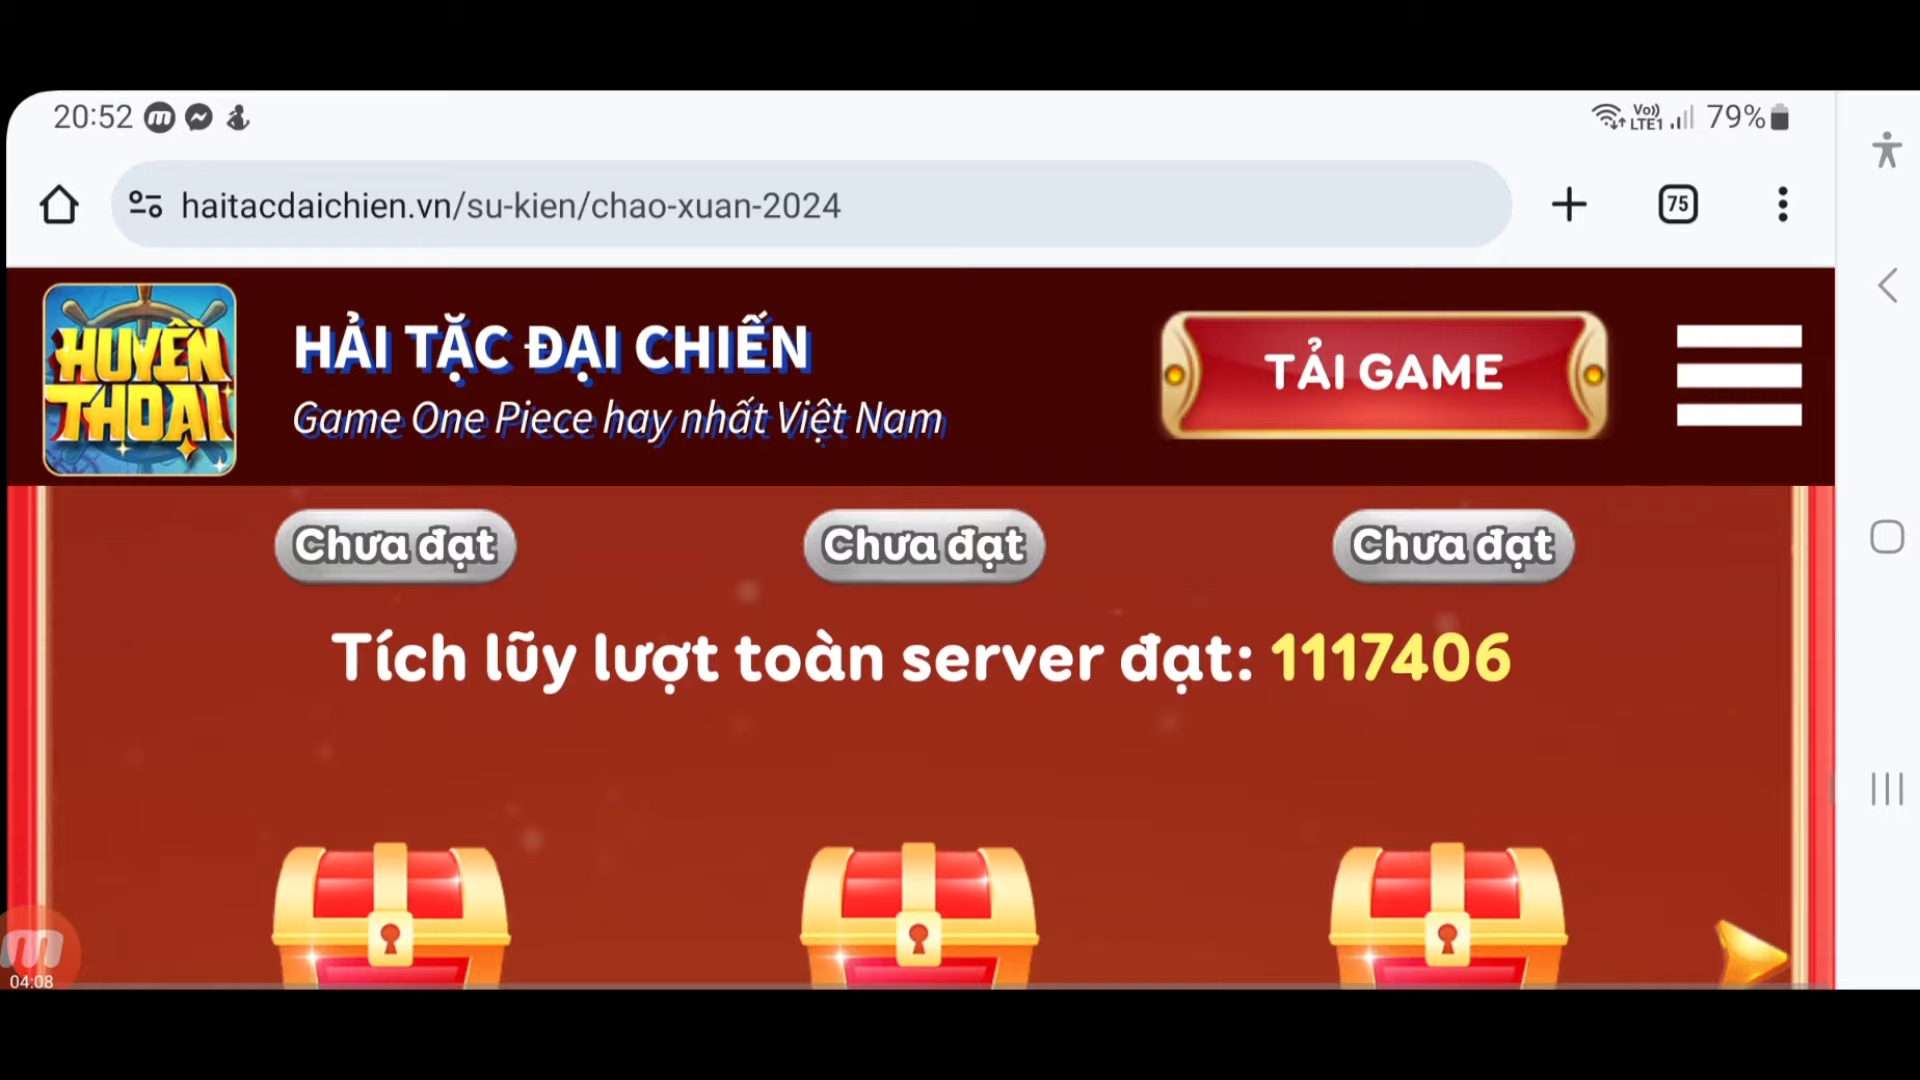 20:52
Vo)) LTE1 79%
haitacdaichien.vn/su-kien/chao-xuan-2024
75
HUYỀN THOẠI
HẢI TẶC ĐẠI CHIẾN
Game One Piece hay nhất Việt Nam
TẢI GAME
Chưa đạt Chưa đạt Chưa đạt
Tích lũy lượt toàn server đạt: 1117406
04:08